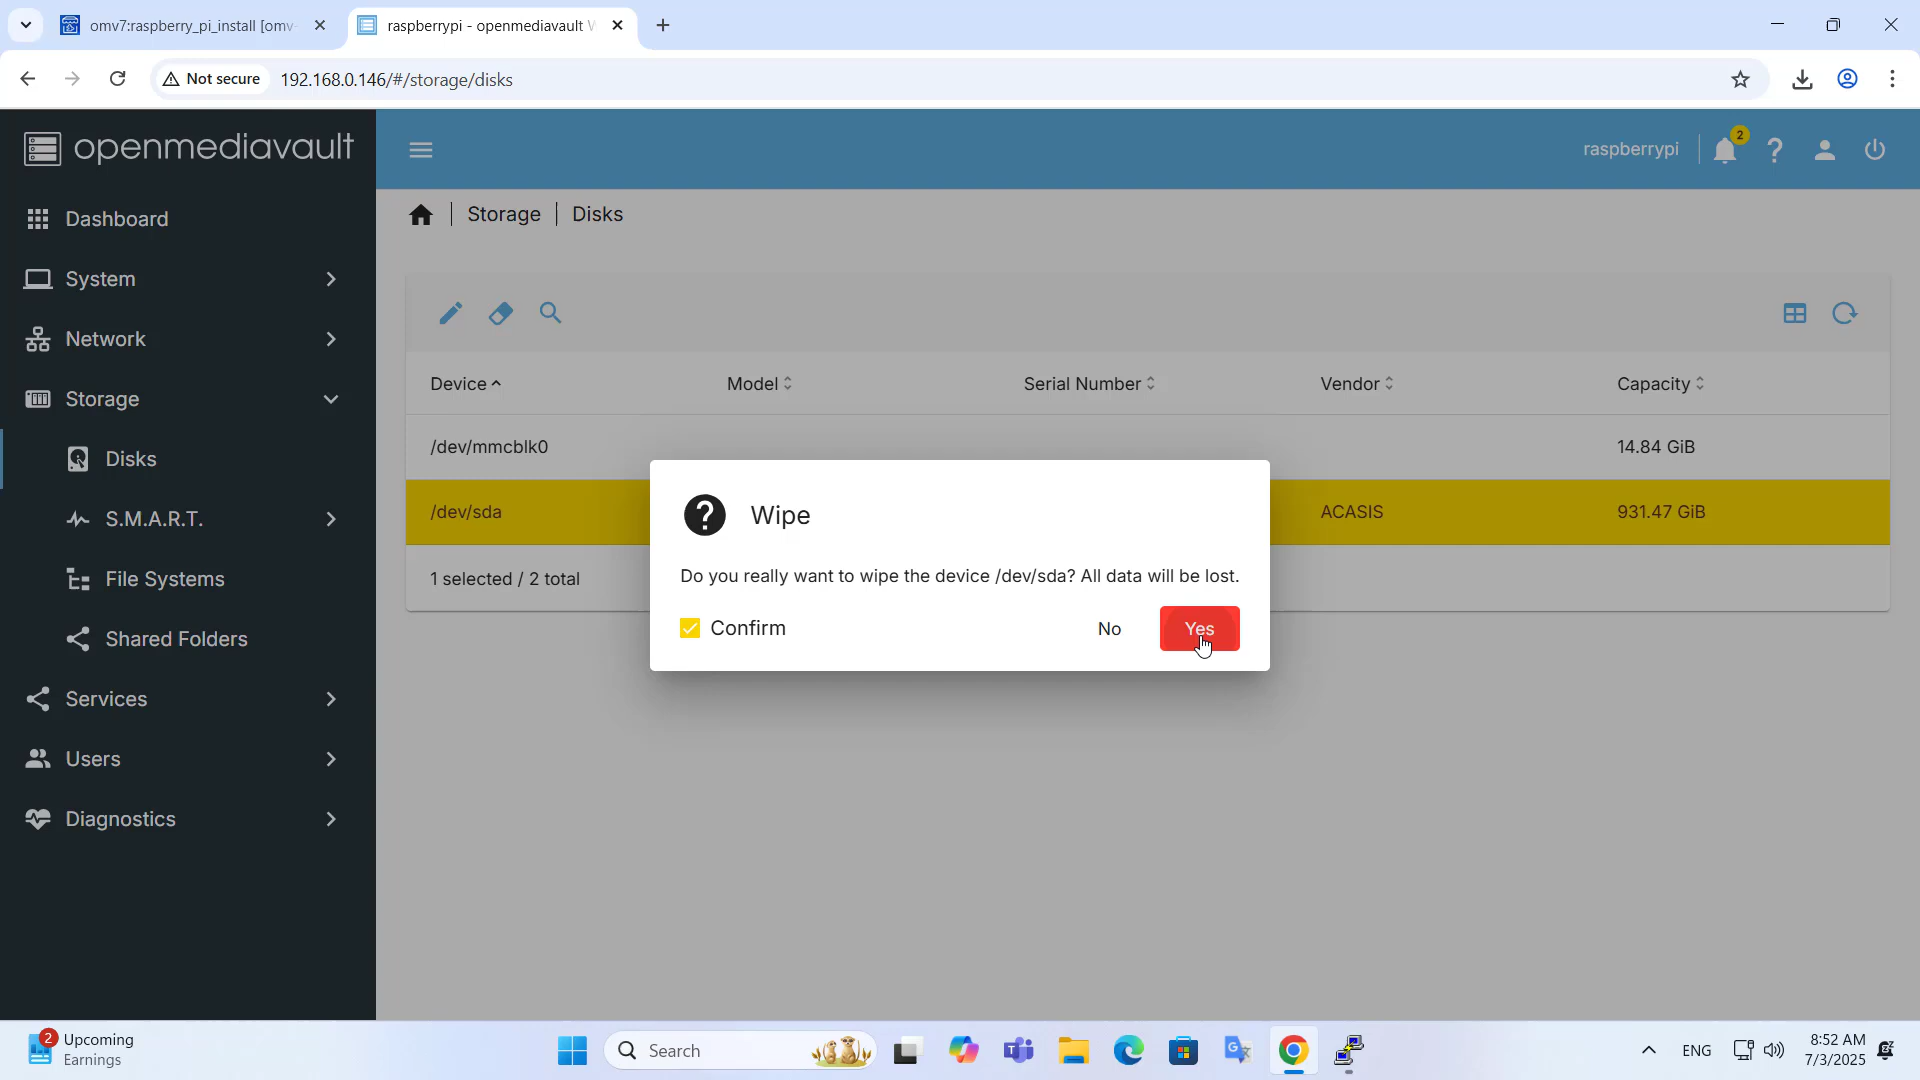 omv7:raspberry_pi_install [omv
raspberrypi - openmediavault W
Not secure
192.168.0.146/#/storage/disks
openmediavault
raspberrypi
2
Dashboard
System
Network
Storage
Disks
S.M.A.R.T.
File Systems
Shared Folders
Services
Users
Diagnostics
Storage
Disks
Device
Model
Serial Number
Vendor
Capacity
/dev/mmcblk0
14.84 GiB
/dev/sda
ACASIS
931.47 GiB
1 selected / 2 total
Wipe
Do you really want to wipe the device /dev/sda? All data will be lost.
Confirm
No
Yes
2
Upcoming
Earnings
Search
ENG
8:52 AM
7/3/2025